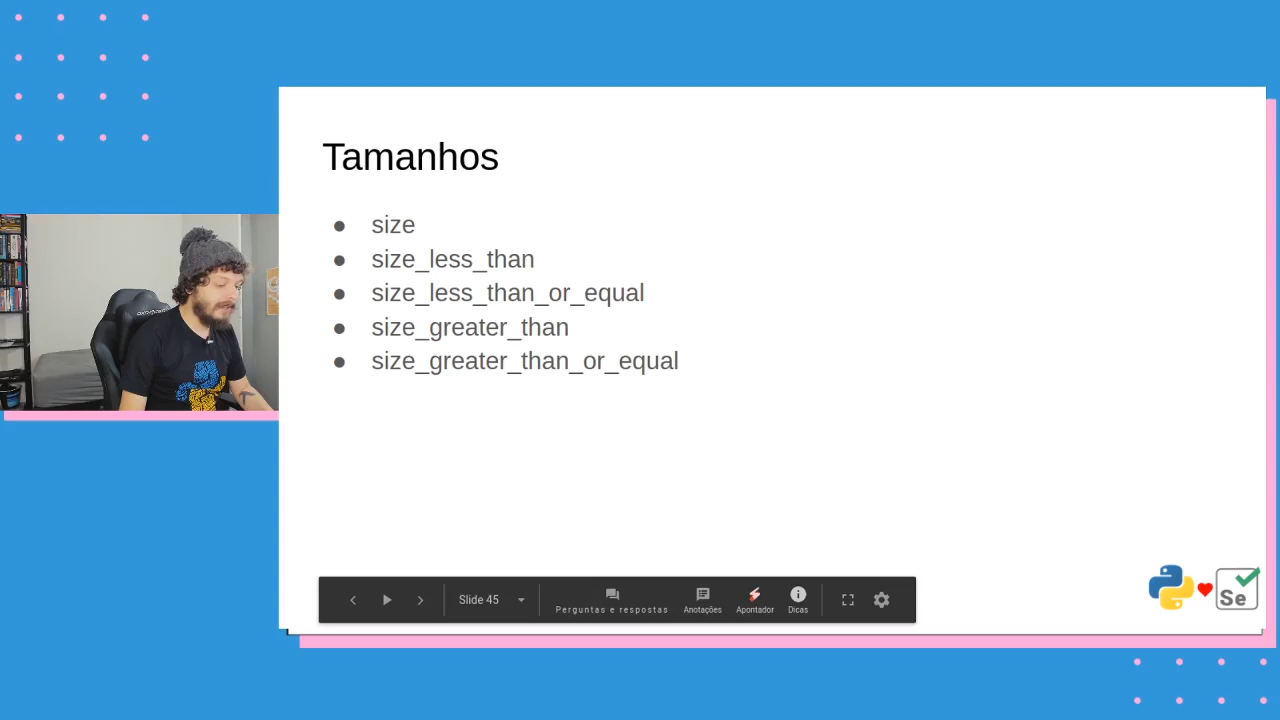 Tamanhos
● size
● size_less_than
● size_less_than_or_equal
● size_greater_than
● size_greater_than_or_equal
Slide 45
Perguntas e respostas
Anotações
Apontador
Dicas
Se